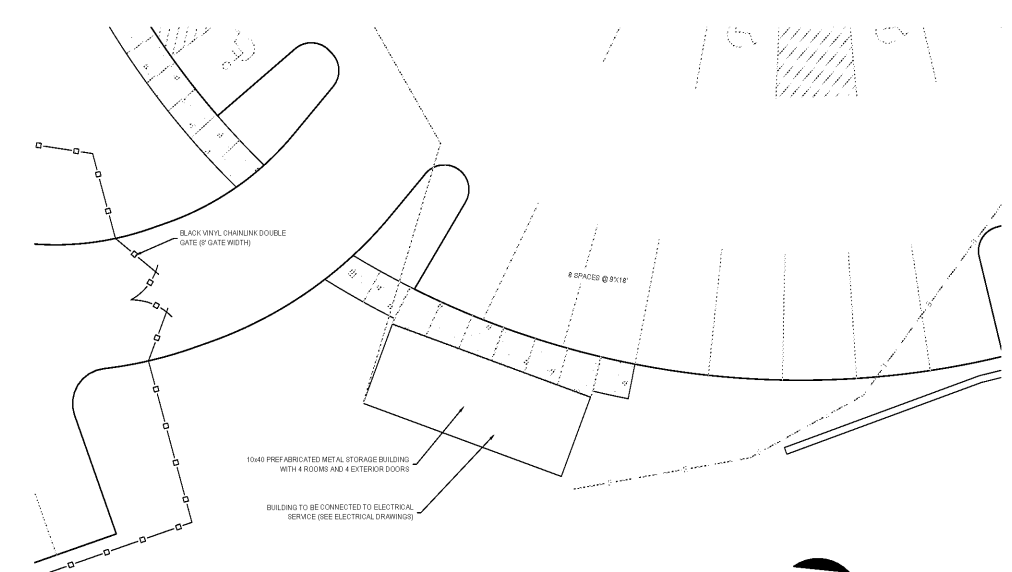 BLACK VINYL CHAINLINK DOUBLE
GATE (8' GATE WIDTH)
8 SPACES @ 9'X18'
10x40 PREFABRICATED METAL STORAGE BUILDING
WITH 4 ROOMS AND 4 EXTERIOR DOORS
BUILDING TO BE CONNECTED TO ELECTRICAL
SERVICE (SEE ELECTRICAL DRAWINGS)